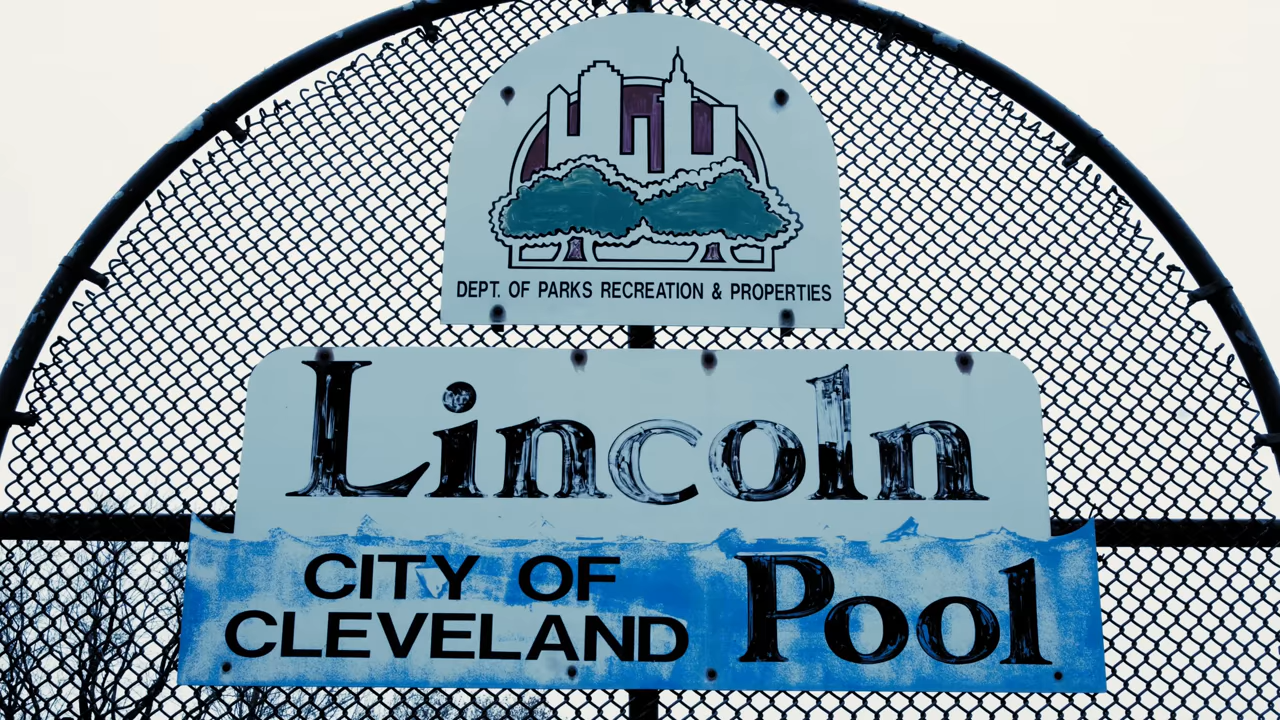 DEPT. OF PARKS RECREATION & PROPERTIES
Lincoln
CITY OF
CLEVELAND
Pool